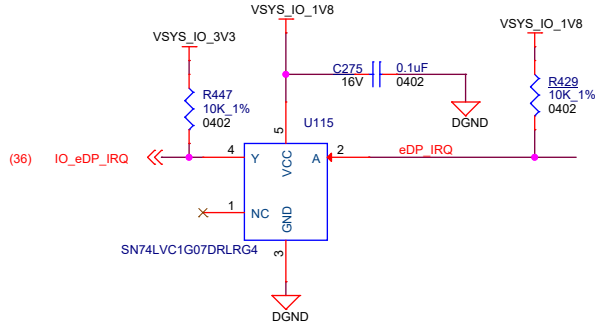 VSYS_IO_1V8
VSYS_IO_3V3
VSYS_IO_1V8
C275
0.1uF
16V
0402
R447
10K_1%
0402
R429
10K_1%
0402
DGND
U115
5
(36)
IO_eDP_IRQ
4
Y
VCC
A
2
eDP_IRQ
1
NC
GND
SN74LVC1G07DRLRG4
3
DGND